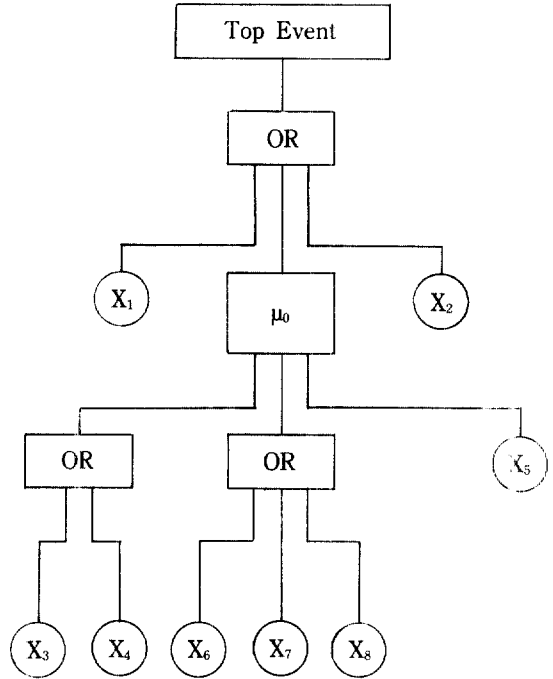 Top Event
OR
X₁
μ₀
X₂
OR
OR
X₅
X₃
X₄
X₆
X₇
X₈